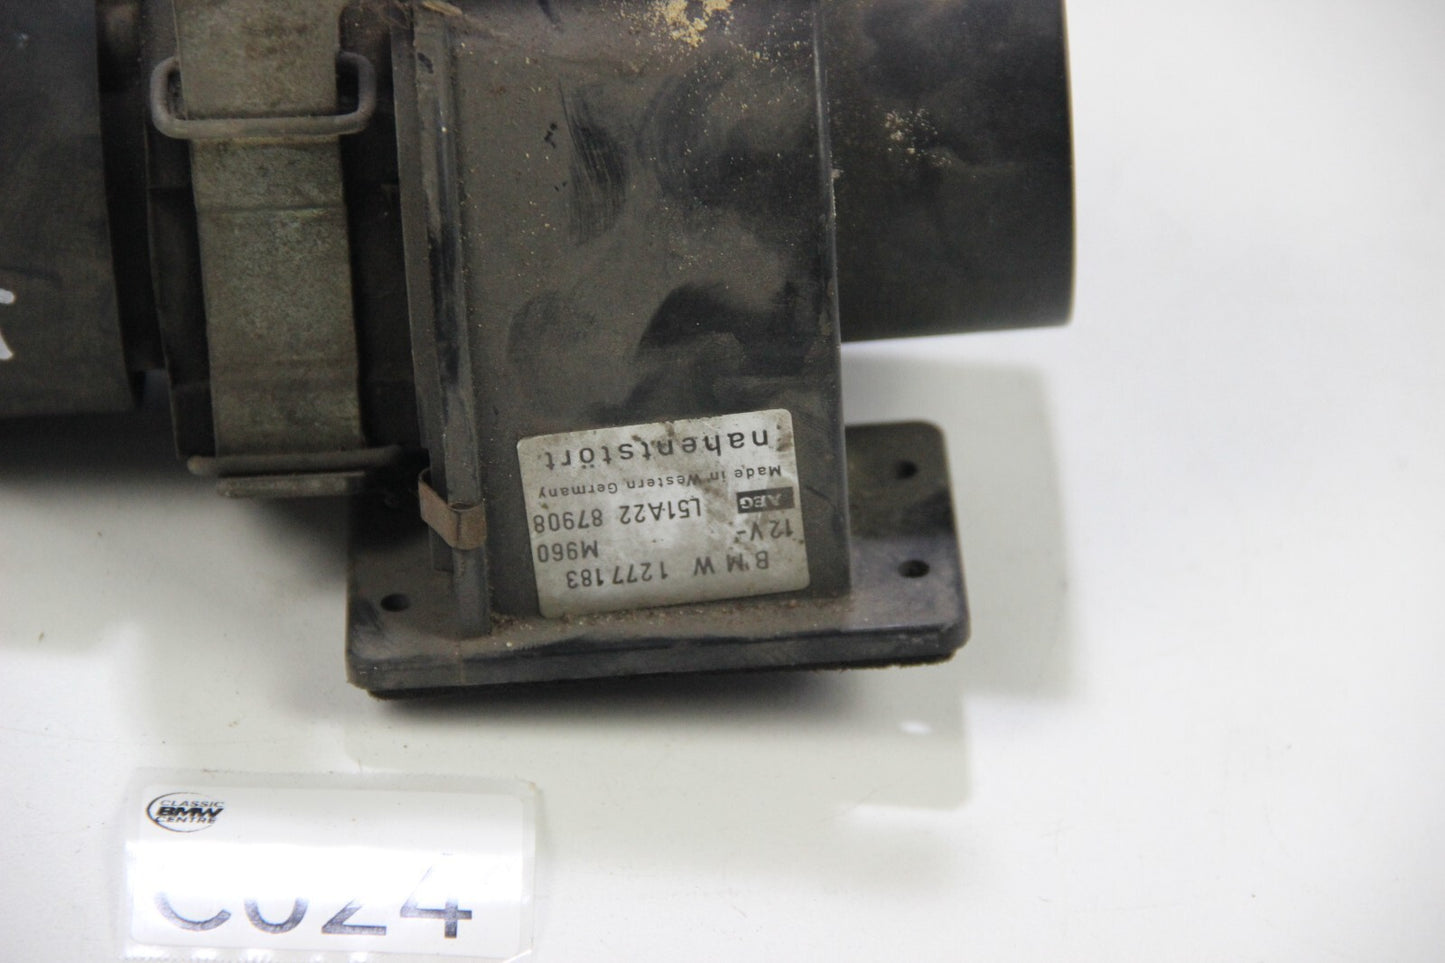 BMW 1277183
12V- M960
AEG L51A22 87908
Made in Western Germany
nahentstört
CLASSIC
BMW
CENTRE
C024